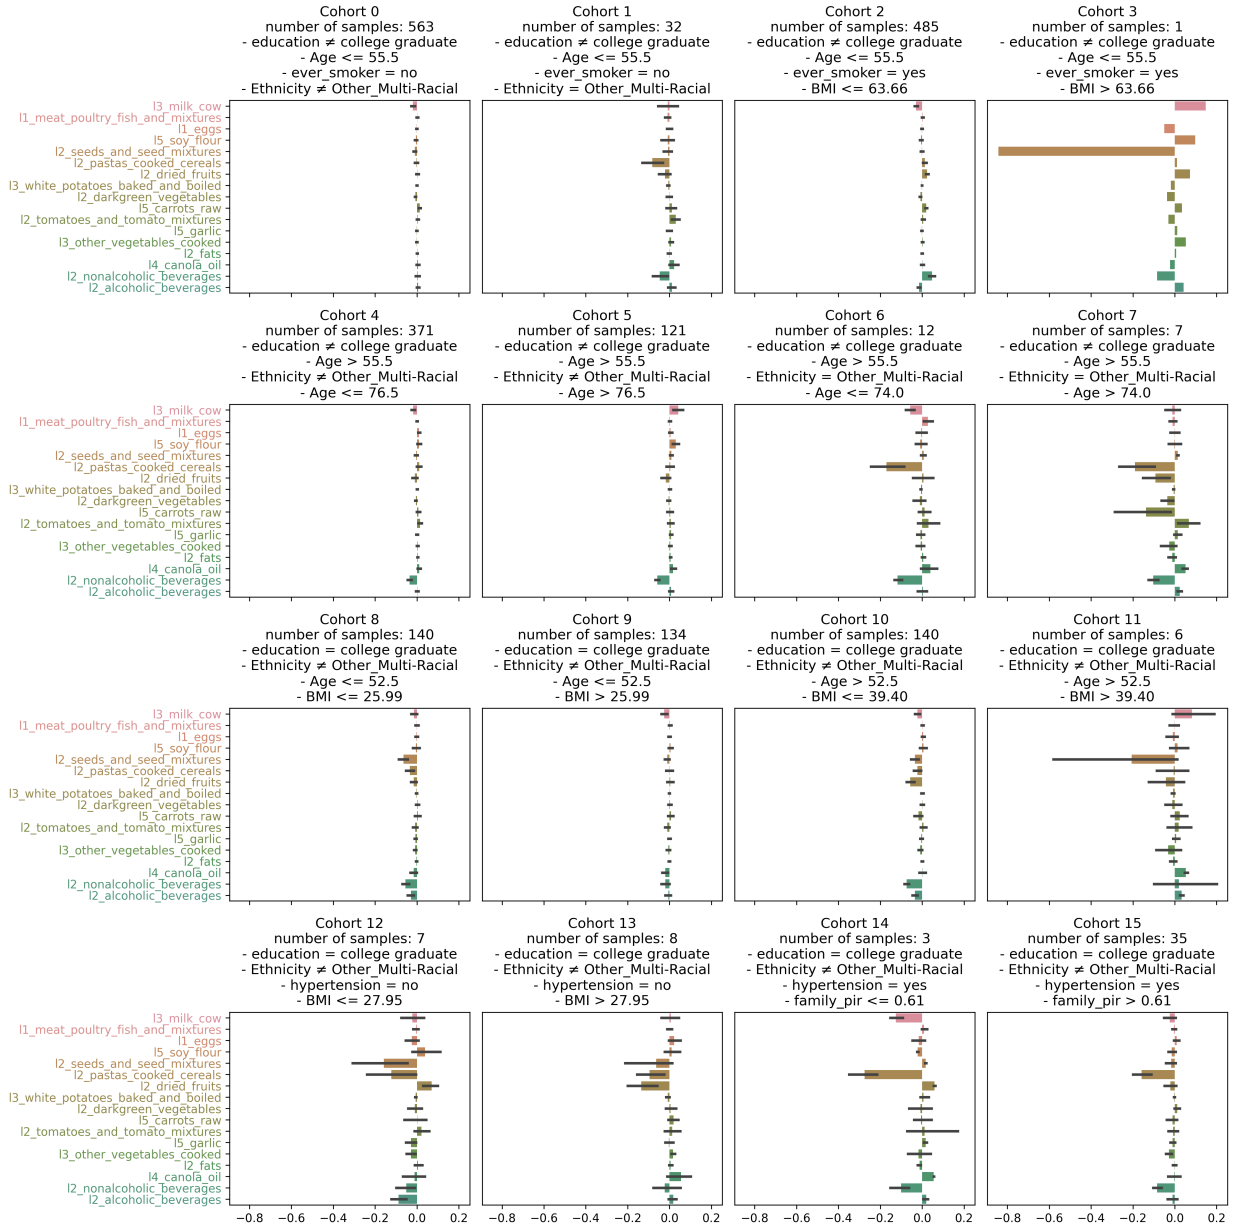 Cohort 0
number of samples: 563
- education ≠ college graduate
- Age <= 55.5
- ever_smoker = no
- Ethnicity ≠ Other_Multi-Racial
Cohort 1
number of samples: 32
- education ≠ college graduate
- Age <= 55.5
- ever_smoker = no
- Ethnicity = Other_Multi-Racial
Cohort 2
number of samples: 485
- education ≠ college graduate
- Age <= 55.5
- ever_smoker = yes
- BMI <= 63.66
Cohort 3
number of samples: 1
- education ≠ college graduate
- Age <= 55.5
- ever_smoker = yes
- BMI > 63.66
l3_milk_cow
l1_meat_poultry_fish_and_mixtures
l1_eggs
l5_soy_flour
l2_seeds_and_seed_mixtures
l2_pastas_cooked_cereals
l2_dried_fruits
l3_white_potatoes_baked_and_boiled
l2_darkgreen_vegetables
l5_carrots_raw
l2_tomatoes_and_tomato_mixtures
l5_garlic
l3_other_vegetables_cooked
l2_fats
l4_canola_oil
l2_nonalcoholic_beverages
l2_alcoholic_beverages
Cohort 4
number of samples: 371
- education ≠ college graduate
- Age > 55.5
- Ethnicity ≠ Other_Multi-Racial
- Age <= 76.5
Cohort 5
number of samples: 121
- education ≠ college graduate
- Age > 55.5
- Ethnicity ≠ Other_Multi-Racial
- Age > 76.5
Cohort 6
number of samples: 12
- education ≠ college graduate
- Age > 55.5
- Ethnicity = Other_Multi-Racial
- Age <= 74.0
Cohort 7
number of samples: 7
- education ≠ college graduate
- Age > 55.5
- Ethnicity = Other_Multi-Racial
- Age > 74.0
l3_milk_cow
l1_meat_poultry_fish_and_mixtures
l1_eggs
l5_soy_flour
l2_seeds_and_seed_mixtures
l2_pastas_cooked_cereals
l2_dried_fruits
l3_white_potatoes_baked_and_boiled
l2_darkgreen_vegetables
l5_carrots_raw
l2_tomatoes_and_tomato_mixtures
l5_garlic
l3_other_vegetables_cooked
l2_fats
l4_canola_oil
l2_nonalcoholic_beverages
l2_alcoholic_beverages
Cohort 8
number of samples: 140
- education = college graduate
- Ethnicity ≠ Other_Multi-Racial
- Age <= 52.5
- BMI <= 25.99
Cohort 9
number of samples: 134
- education = college graduate
- Ethnicity ≠ Other_Multi-Racial
- Age <= 52.5
- BMI > 25.99
Cohort 10
number of samples: 140
- education = college graduate
- Ethnicity ≠ Other_Multi-Racial
- Age > 52.5
- BMI <= 39.40
Cohort 11
number of samples: 6
- education = college graduate
- Ethnicity ≠ Other_Multi-Racial
- Age > 52.5
- BMI > 39.40
l3_milk_cow
l1_meat_poultry_fish_and_mixtures
l1_eggs
l5_soy_flour
l2_seeds_and_seed_mixtures
l2_pastas_cooked_cereals
l2_dried_fruits
l3_white_potatoes_baked_and_boiled
l2_darkgreen_vegetables
l5_carrots_raw
l2_tomatoes_and_tomato_mixtures
l5_garlic
l3_other_vegetables_cooked
l2_fats
l4_canola_oil
l2_nonalcoholic_beverages
l2_alcoholic_beverages
Cohort 12
number of samples: 7
- education = college graduate
- Ethnicity ≠ Other_Multi-Racial
- hypertension = no
- BMI <= 27.95
Cohort 13
number of samples: 8
- education = college graduate
- Ethnicity ≠ Other_Multi-Racial
- hypertension = no
- BMI > 27.95
Cohort 14
number of samples: 3
- education = college graduate
- Ethnicity ≠ Other_Multi-Racial
- hypertension = yes
- family_pir <= 0.61
Cohort 15
number of samples: 35
- education = college graduate
- Ethnicity ≠ Other_Multi-Racial
- hypertension = yes
- family_pir > 0.61
l3_milk_cow
l1_meat_poultry_fish_and_mixtures
l1_eggs
l5_soy_flour
l2_seeds_and_seed_mixtures
l2_pastas_cooked_cereals
l2_dried_fruits
l3_white_potatoes_baked_and_boiled
l2_darkgreen_vegetables
l5_carrots_raw
l2_tomatoes_and_tomato_mixtures
l5_garlic
l3_other_vegetables_cooked
l2_fats
l4_canola_oil
l2_nonalcoholic_beverages
l2_alcoholic_beverages
−0.8 −0.6 −0.4 −0.2 0.0 0.2
−0.8 −0.6 −0.4 −0.2 0.0 0.2
−0.8 −0.6 −0.4 −0.2 0.0 0.2
−0.8 −0.6 −0.4 −0.2 0.0 0.2